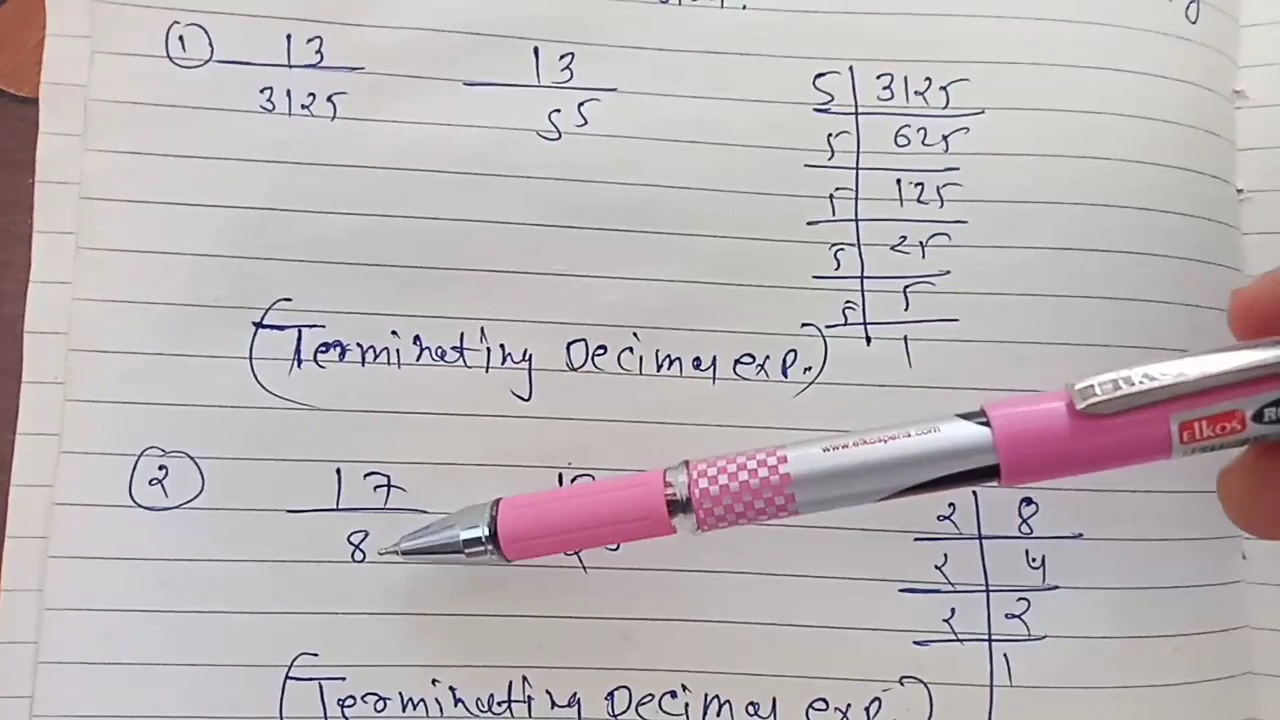 ① 13/3125 13/5⁵
5 | 3125
5 | 625
5 | 125
5 | 25
5 | 5
1
(Terminating Decimal exp.)
② 17/8
2 | 8
2 | 4
2 | 2
1
(Terminating Decimal exp.)
www.elkospens.com
Elkos